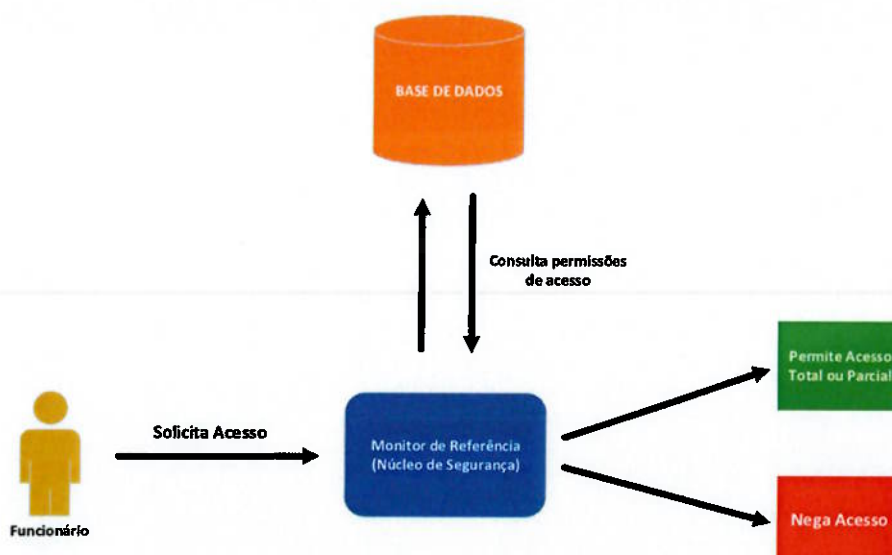 BASE DE DADOS
Consulta permissões
de acesso
Permite Acesso
Total ou Parcial
Solicita Acesso
Monitor de Referência
(Núcleo de Segurança)
Nega Acesso
Funcionário